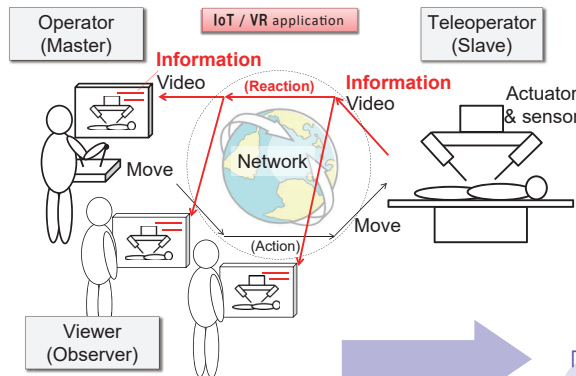 Operator
(Master)
IoT / VR application
Teleoperator
(Slave)
Information
Video
(Reaction)
Information
Video
Actuator
& sensor
Network
Move
Move
(Action)
Viewer
(Observer)